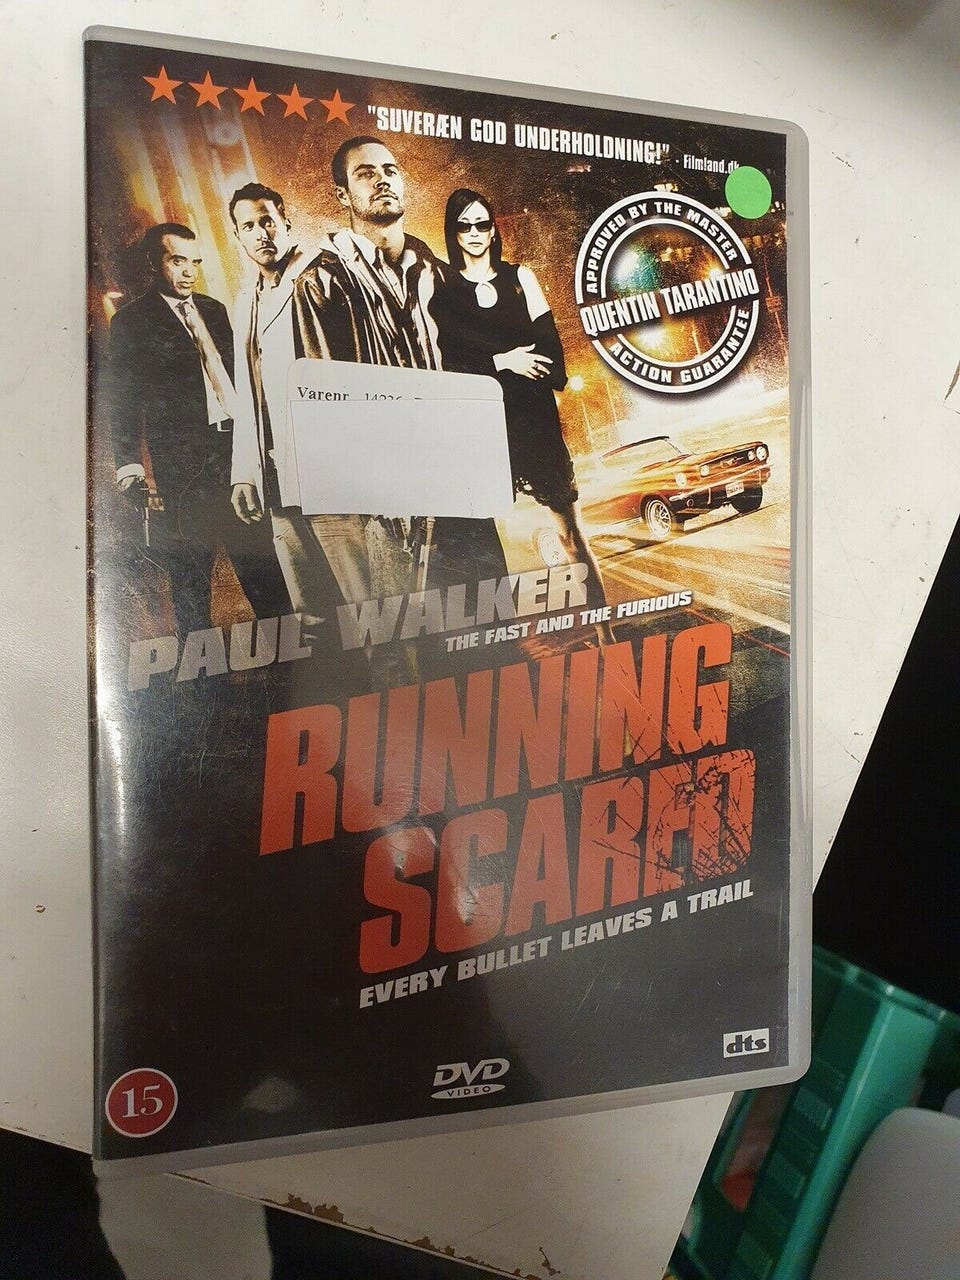 "SUVERÆN GOD UNDERHOLDNING!" - Filmland.dk
APPROVED BY THE MASTER
QUENTIN TARANTINO
ACTION GUARANTEE
Varenr.
PAUL WALKER
THE FAST AND THE FURIOUS
RUNNING
SCARED
EVERY BULLET LEAVES A TRAIL
dts
DVD
VIDEO
15